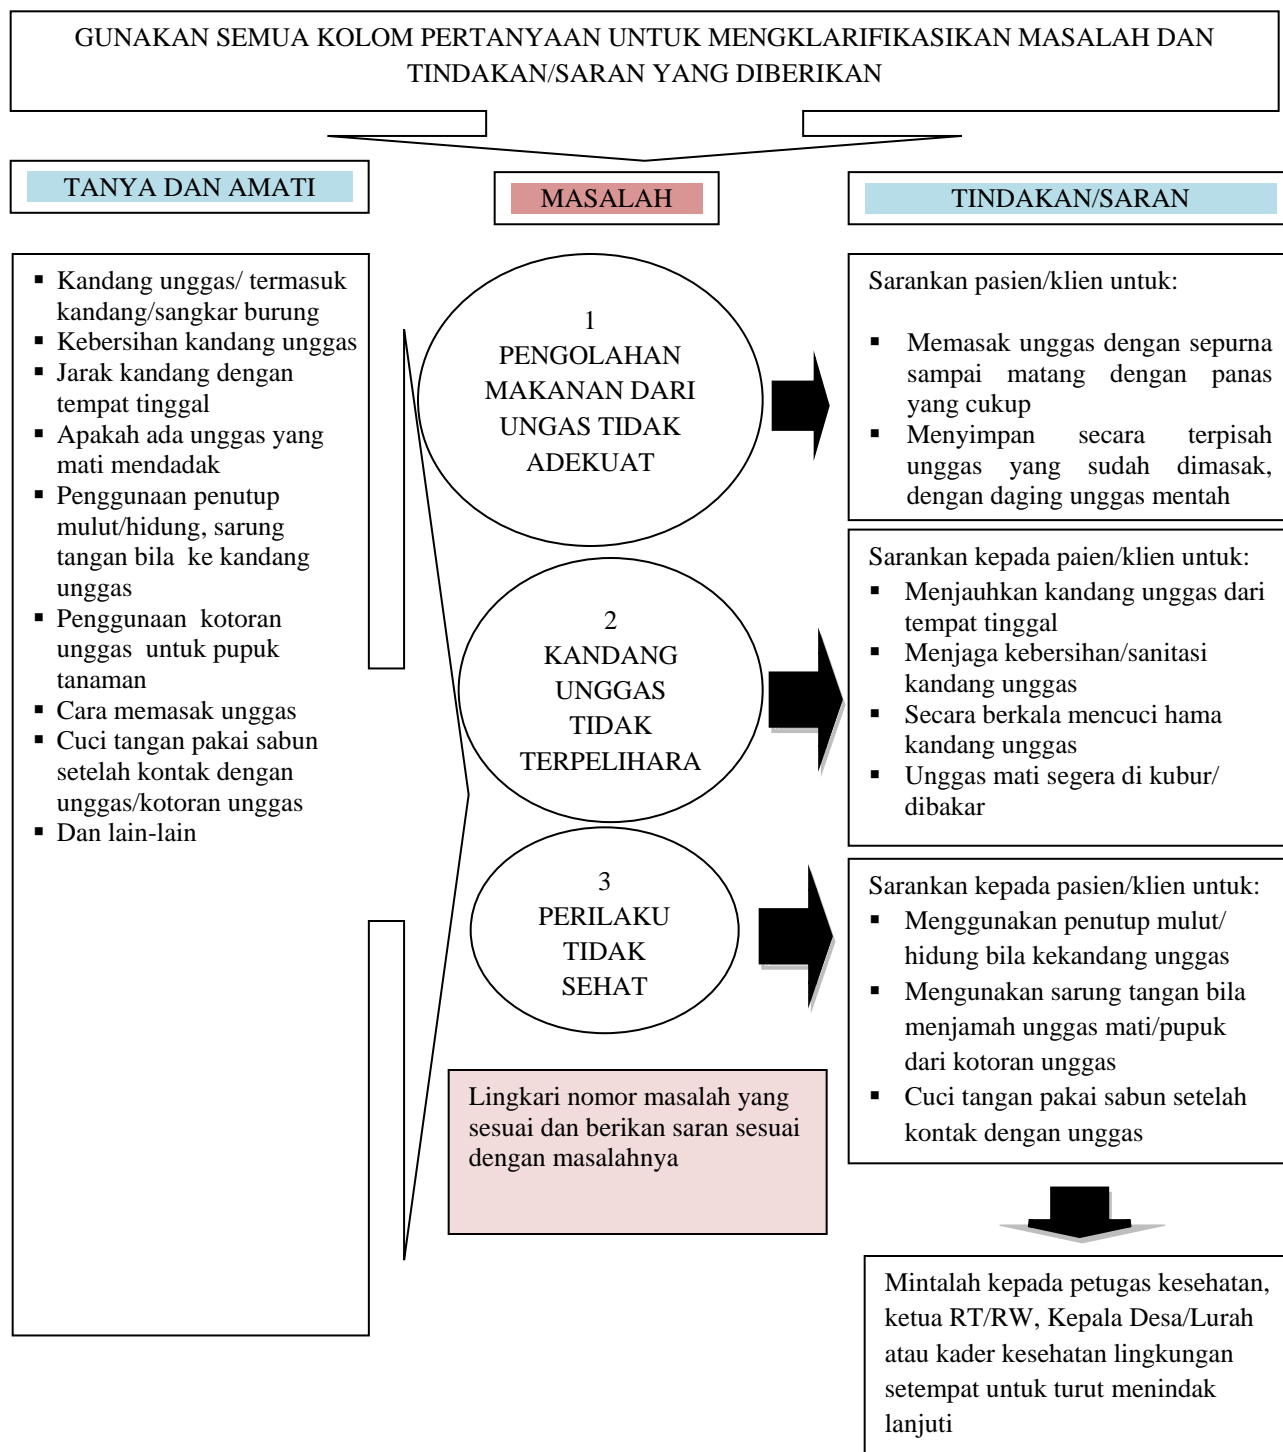 GUNAKAN SEMUA KOLOM PERTANYAAN UNTUK MENGKLARIFIKASIKAN MASALAH DAN
TINDAKAN/SARAN YANG DIBERIKAN
TANYA DAN AMATI
MASALAH
TINDAKAN/SARAN
▪ Kandang unggas/ termasuk
kandang/sangkar burung
▪ Kebersihan kandang unggas
▪ Jarak kandang dengan
tempat tinggal
▪ Apakah ada unggas yang
mati mendadak
▪ Penggunaan penutup
mulut/hidung, sarung
tangan bila ke kandang
unggas
▪ Penggunaan kotoran
unggas untuk pupuk
tanaman
▪ Cara memasak unggas
▪ Cuci tangan pakai sabun
setelah kontak dengan
unggas/kotoran unggas
▪ Dan lain-lain
1
PENGOLAHAN
MAKANAN DARI
UNGAS TIDAK
ADEKUAT
2
KANDANG
UNGGAS
TIDAK
TERPELIHARA
3
PERILAKU
TIDAK
SEHAT
Lingkari nomor masalah yang
sesuai dan berikan saran sesuai
dengan masalahnya
Sarankan pasien/klien untuk:
▪ Memasak unggas dengan sepurna
sampai matang dengan panas
yang cukup
▪ Menyimpan secara terpisah
unggas yang sudah dimasak,
dengan daging unggas mentah
Sarankan kepada paien/klien untuk:
▪ Menjauhkan kandang unggas dari
tempat tinggal
▪ Menjaga kebersihan/sanitasi
kandang unggas
▪ Secara berkala mencuci hama
kandang unggas
▪ Unggas mati segera di kubur/
dibakar
Sarankan kepada pasien/klien untuk:
▪ Menggunakan penutup mulut/
hidung bila kekandang unggas
▪ Mengunakan sarung tangan bila
menjamah unggas mati/pupuk
dari kotoran unggas
▪ Cuci tangan pakai sabun setelah
kontak dengan unggas
Mintalah kepada petugas kesehatan,
ketua RT/RW, Kepala Desa/Lurah
atau kader kesehatan lingkungan
setempat untuk turut menindak
lanjuti